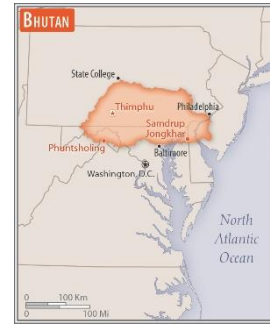 BHUTAN
State College
Thimphu
Philadelphia
Samdrup
Jongkhar
Phuntsholing
Baltimore
Washington, D.C.
North
Atlantic
Ocean
0 100 Km
0 100 Mi